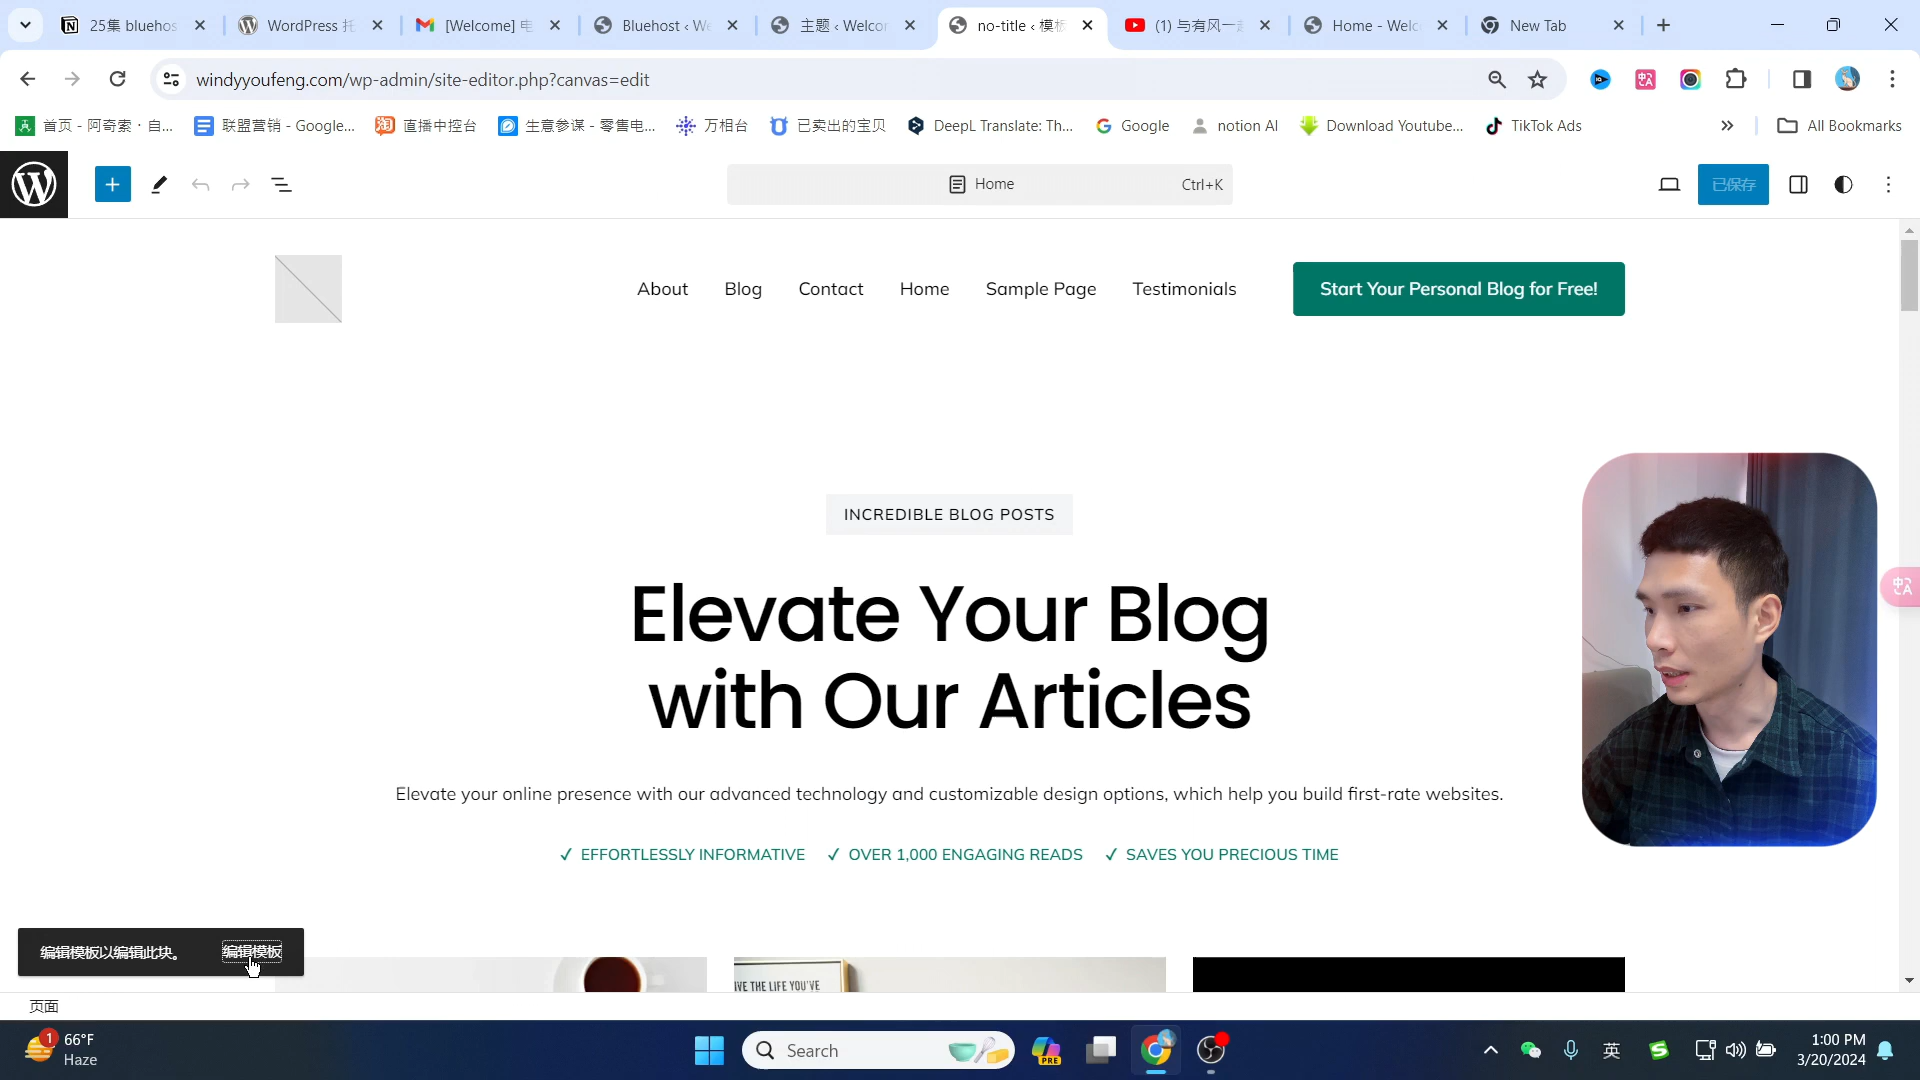 25集 bluehos
WordPress 托
[Welcome] 电
Bluehost ‹ We
主题 ‹ Welcor
no-title ‹ 模板
(1) 与有风一起
Home - Welc
New Tab
windyyoufeng.com/wp-admin/site-editor.php?canvas=edit
首页 - 阿奇索 · 自...
联盟营销 - Google...
直播中控台
生意参谋 - 零售电...
万相台
已卖出的宝贝
DeepL Translate: Th...
Google
notion AI
Download Youtube...
TikTok Ads
All Bookmarks
Home
Ctrl+K
已保存
About
Blog
Contact
Home
Sample Page
Testimonials
Start Your Personal Blog for Free!
INCREDIBLE BLOG POSTS
Elevate Your Blog
with Our Articles
Elevate your online presence with our advanced technology and customizable design options, which help you build first-rate websites.
✓ EFFORTLESSLY INFORMATIVE
✓ OVER 1,000 ENGAGING READS
✓ SAVES YOU PRECIOUS TIME
编辑模板以编辑此块。
编辑模板
页面
1
66°F
Haze
Search
PRE
英
1:00 PM
3/20/2024